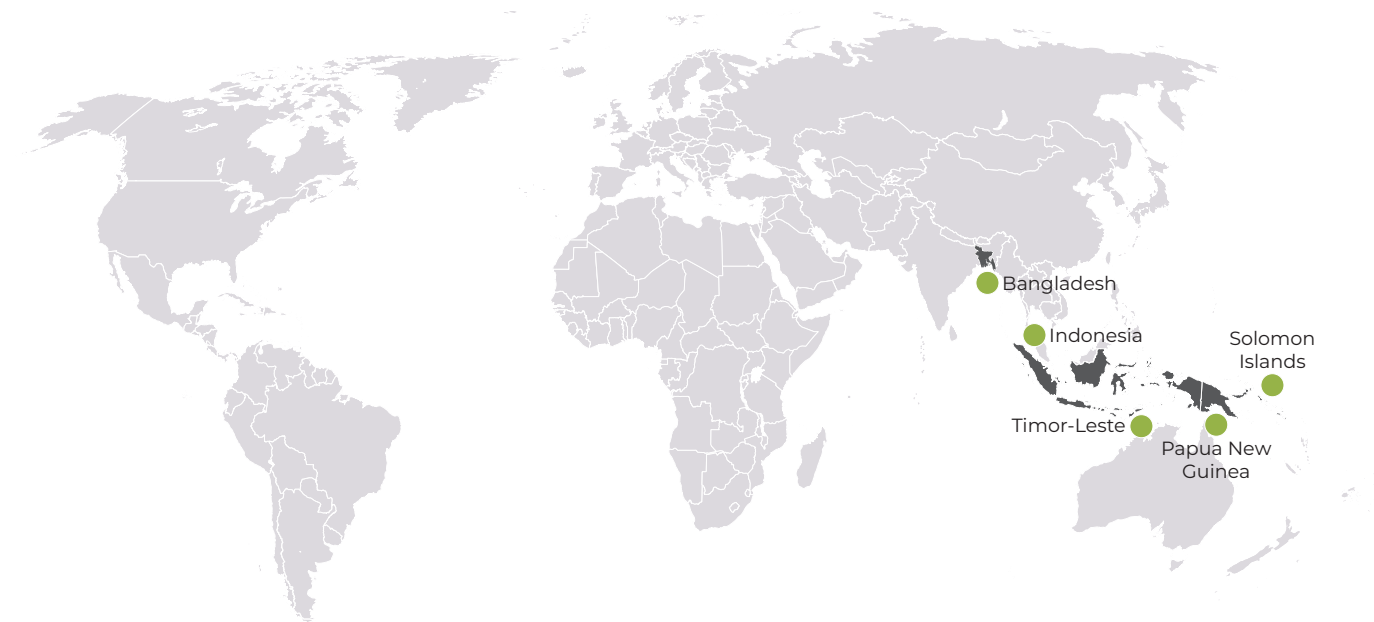 Bangladesh
Indonesia
Solomon
Islands
Timor-Leste
Papua New
Guinea